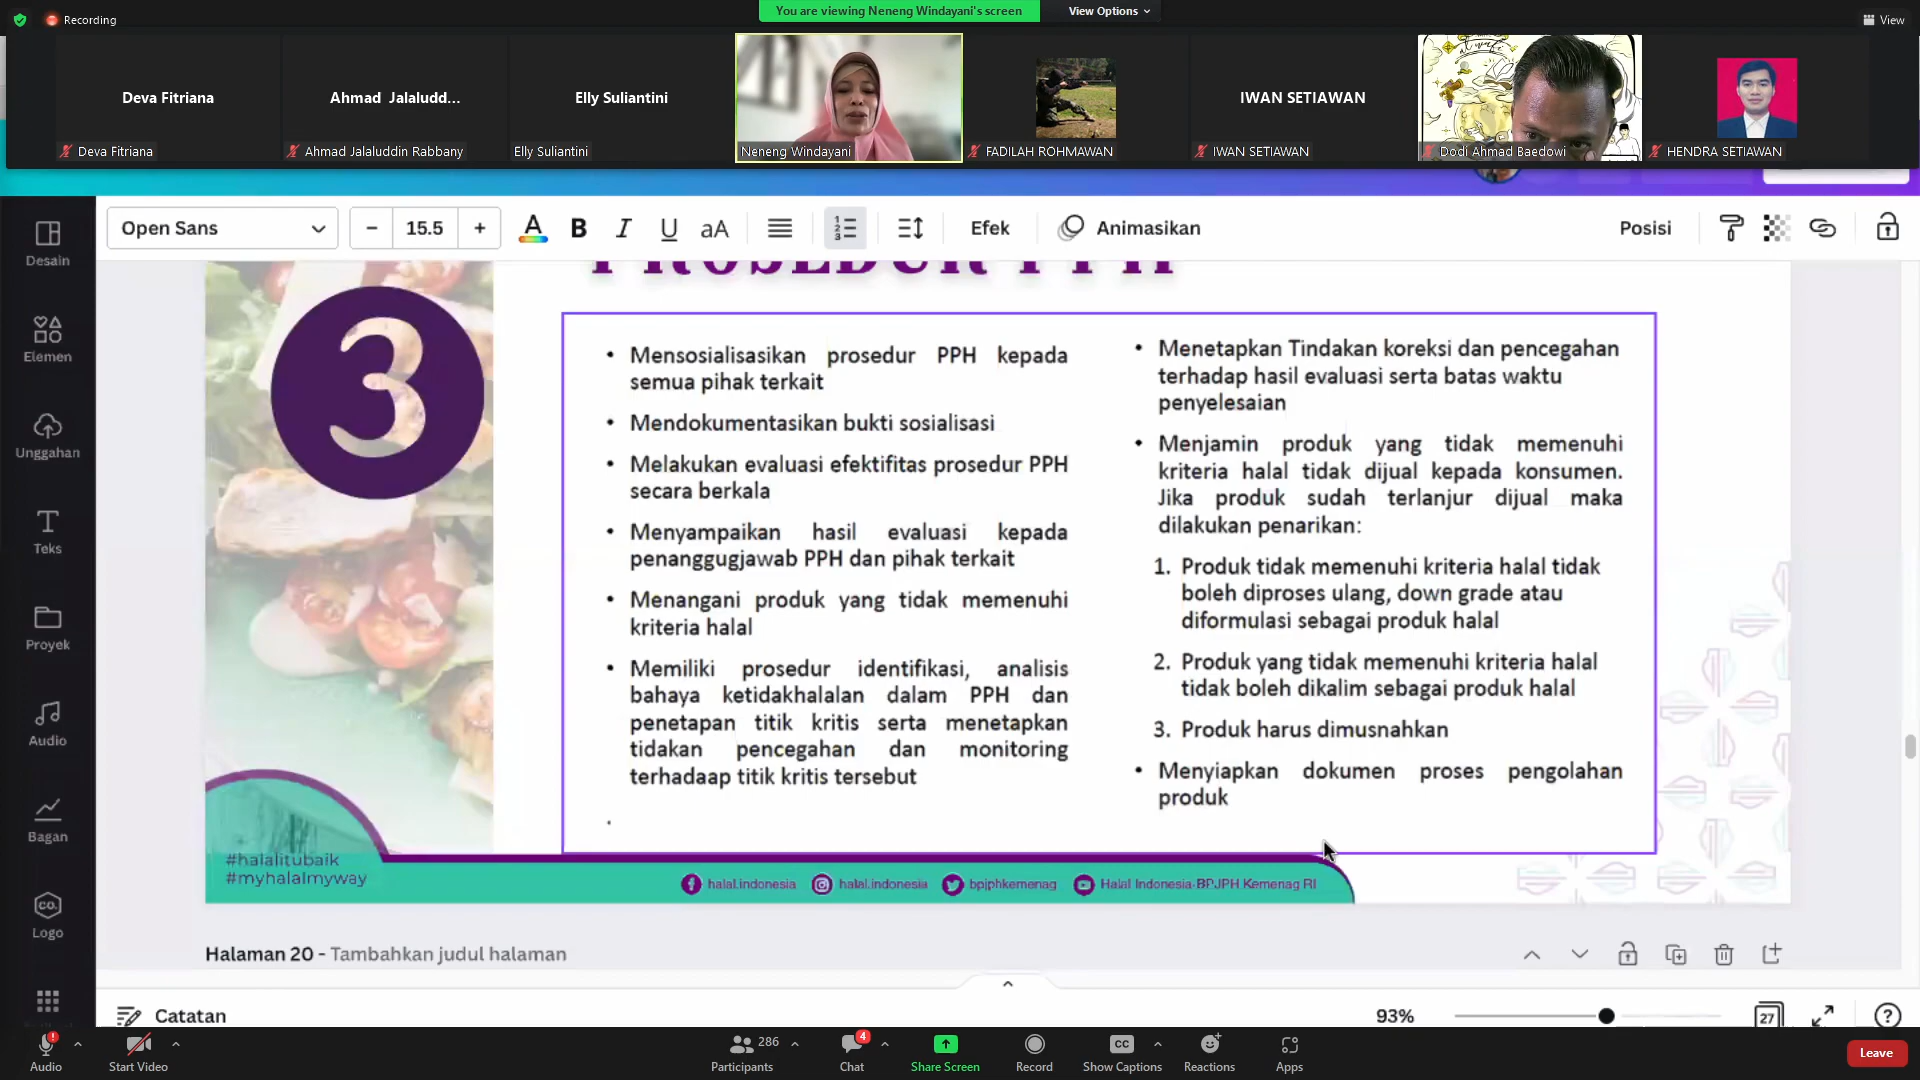 Recording
You are viewing Neneng Windayani's screen
View Options
View
Deva Fitriana
Ahmad Jalaludd...
Elly Suliantini
IWAN SETIAWAN
Deva Fitriana
Ahmad Jalaluddin Rabbany
Elly Suliantini
Neneng Windayani
FADILAH ROHMAWAN
IWAN SETIAWAN
Dodi Ahmad Baedowi
HENDRA SETIAWAN
Open Sans
− 15.5 +
A B I U aA
Efek
Animasikan
Posisi
Desain
Elemen
Unggahan
Teks
Proyek
Audio
Bagan
Logo
PROSEDUR PPH
3
• Mensosialisasikan prosedur PPH kepada
semua pihak terkait
• Mendokumentasikan bukti sosialisasi
• Melakukan evaluasi efektifitas prosedur PPH
secara berkala
• Menyampaikan hasil evaluasi kepada
penanggugjawab PPH dan pihak terkait
• Menangani produk yang tidak memenuhi
kriteria halal
• Memiliki prosedur identifikasi, analisis
bahaya ketidakhalalan dalam PPH dan
penetapan titik kritis serta menetapkan
tidakan pencegahan dan monitoring
terhadaap titik kritis tersebut
• Menetapkan Tindakan koreksi dan pencegahan
terhadap hasil evaluasi serta batas waktu
penyelesaian
• Menjamin produk yang tidak memenuhi
kriteria halal tidak dijual kepada konsumen.
Jika produk sudah terlanjur dijual maka
dilakukan penarikan:
1. Produk tidak memenuhi kriteria halal tidak
boleh diproses ulang, down grade atau
diformulasi sebagai produk halal
2. Produk yang tidak memenuhi kriteria halal
tidak boleh dikalim sebagai produk halal
3. Produk harus dimusnahkan
• Menyiapkan dokumen proses pengolahan
produk
#halalitubaik
#myhalalmyway
halal.indonesia
halal.indonesia
bpjphkemenag
Halal Indonesia-BPJPH Kemenag RI
Halaman 20 - Tambahkan judul halaman
Catatan
93%
27
Audio
Start Video
286
Participants
4
Chat
Share Screen
Record
CC
Show Captions
Reactions
Apps
Leave